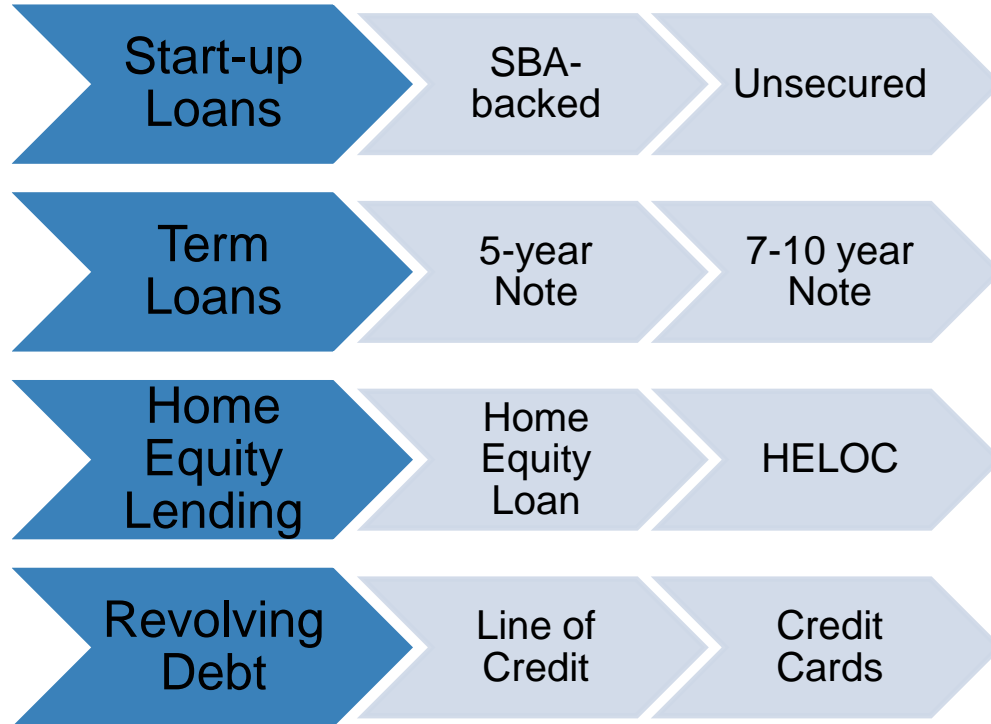 Start-up
Loans
SBA-
backed
Unsecured
Term
Loans
5-year
Note
7-10 year
Note
Home
Equity
Lending
Home
Equity
Loan
HELOC
Revolving
Debt
Line of
Credit
Credit
Cards